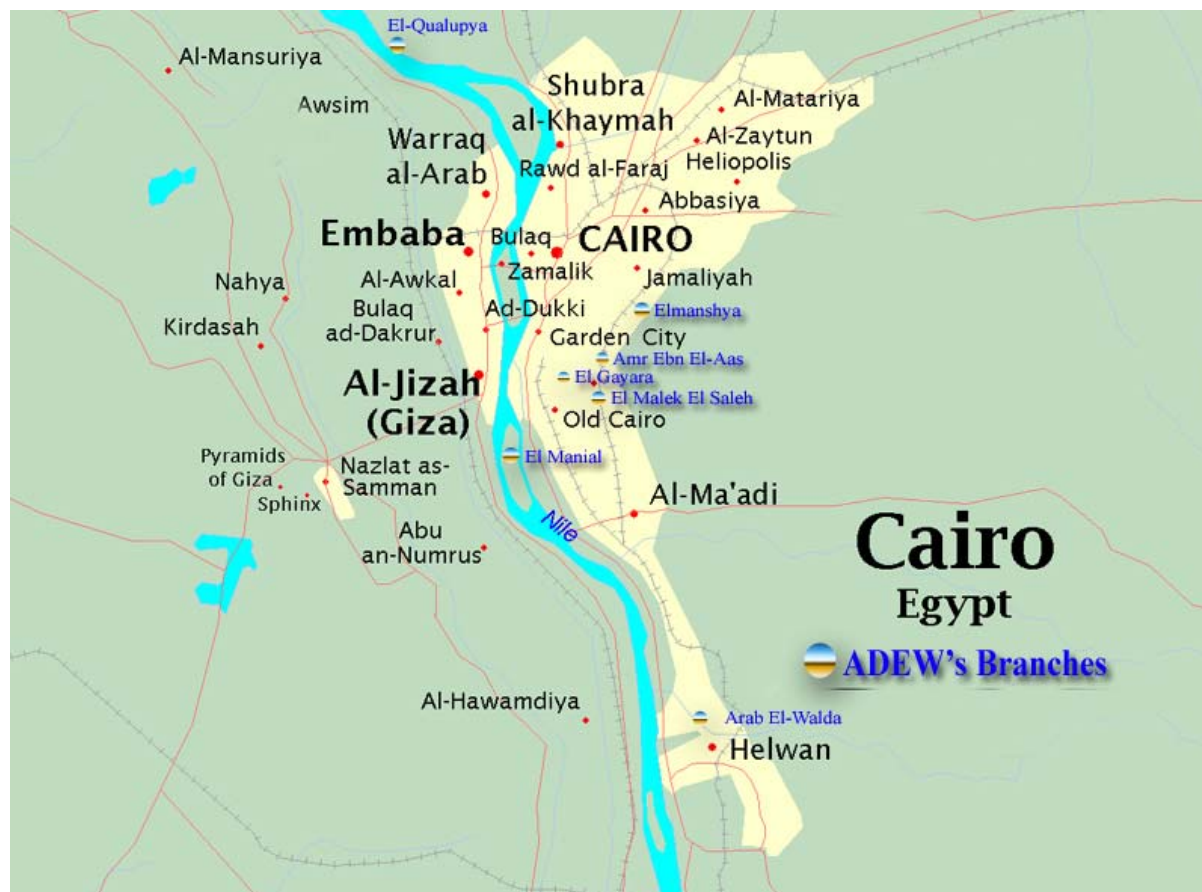 El-Qualupya
Al-Mansuriya
Awsim
Shubra
al-Khaymah
Al-Matariya
Warraq
al-Arab
Al-Zaytun
Heliopolis
Rawd al-Faraj
Abbasiya
Embaba
Bulaq
CAIRO
Zamalik
Jamaliyah
Nahya
Al-Awkal
Bulaq
ad-Dakrur
Ad-Dukki
Elmanshya
Kirdasah
Garden City
Amr Ebn El-Aas
Al-Jizah
(Giza)
El Gayara
El Malek El Saleh
Old Cairo
El Manial
Pyramids
of Giza
Sphinx
Nazlat as-
Samman
Al-Ma'adi
Nile
Abu
an-Numrus
Cairo
Egypt
ADEW's Branches
Al-Hawamdiya
Arab El-Walda
Helwan